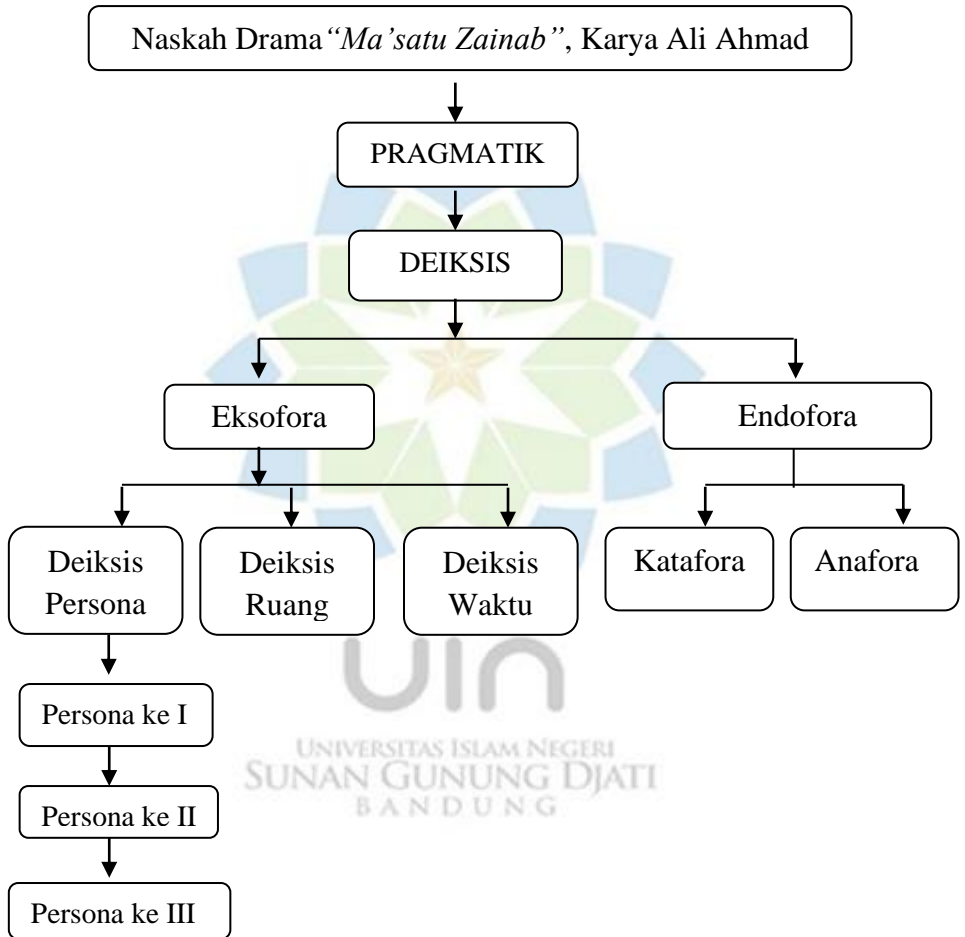 Naskah Drama“Ma’satu Zainab”, Karya Ali Ahmad
PRAGMATIK
DEIKSIS
Eksofora
Endofora
Deiksis
Persona
Deiksis
Ruang
Deiksis
Waktu
Katafora
Anafora
Persona ke I
Persona ke II
Persona ke III
uin
UNIVERSITAS ISLAM NEGERI
SUNAN GUNUNG DJATI
BANDUNG